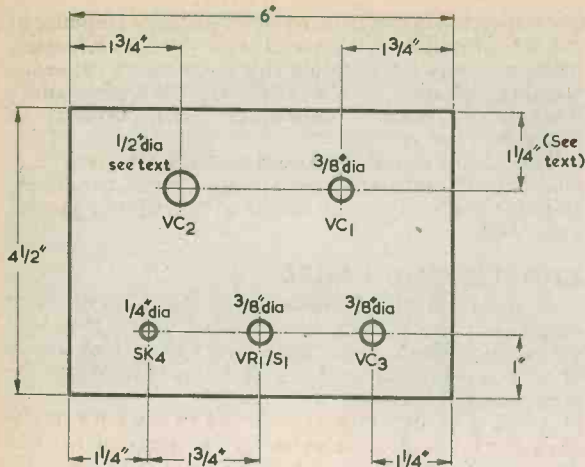 6"
1 3/4" 1 3/4"
1/2" dia
see text
3/8" dia
1 1/4" (See
text)
VC2 VC1
4 1/2"
1/4" dia 3/8" dia 3/8" dia
SK4 VR1/S1 VC3
1"
1 1/4" 1 3/4" 1 1/4"